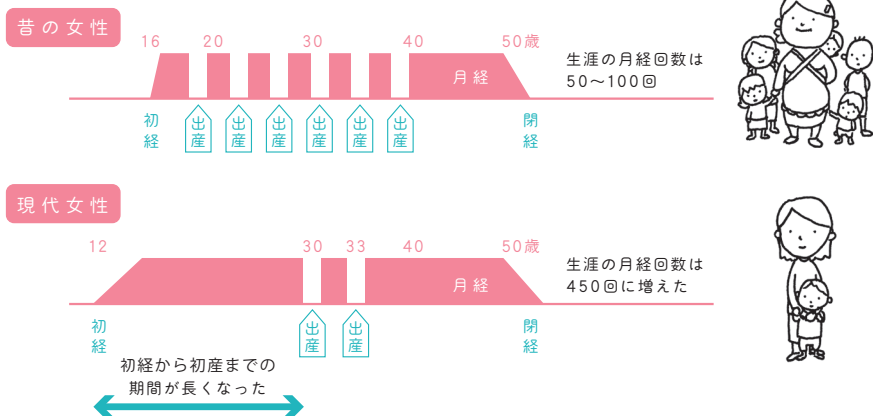 昔の女性
16 20 30 40 50歳
月経
生涯の月経回数は
50～100回
初経 出産 出産 出産 出産 出産 出産 閉経
現代女性
12 30 33 40 50歳
月経
生涯の月経回数は
450回に増えた
初経 出産 出産 閉経
初経から初産までの
期間が長くなった